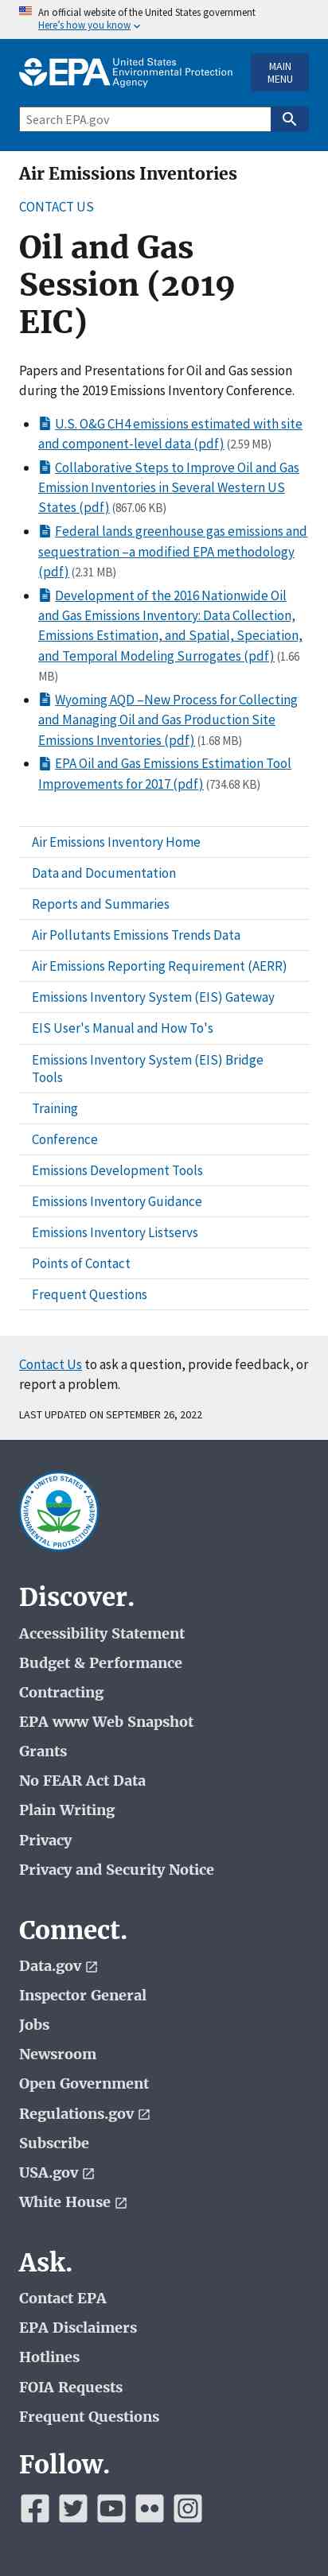 An official website of the United States government
Here's how you know
EPA United States
Environmental Protection
Agency
MAIN
MENU
Search EPA.gov
Air Emissions Inventories
CONTACT US
Oil and Gas
Session (2019
EIC)
Papers and Presentations for Oil and Gas session
during the 2019 Emissions Inventory Conference.
U.S. O&G CH4 emissions estimated with site
and component-level data (pdf) (2.59 MB)
Collaborative Steps to Improve Oil and Gas
Emission Inventories in Several Western US
States (pdf) (867.06 KB)
Federal lands greenhouse gas emissions and
sequestration –a modified EPA methodology
(pdf) (2.31 MB)
Development of the 2016 Nationwide Oil
and Gas Emissions Inventory: Data Collection,
Emissions Estimation, and Spatial, Speciation,
and Temporal Modeling Surrogates (pdf) (1.66
MB)
Wyoming AQD –New Process for Collecting
and Managing Oil and Gas Production Site
Emissions Inventories (pdf) (1.68 MB)
EPA Oil and Gas Emissions Estimation Tool
Improvements for 2017 (pdf) (734.68 KB)
Air Emissions Inventory Home
Data and Documentation
Reports and Summaries
Air Pollutants Emissions Trends Data
Air Emissions Reporting Requirement (AERR)
Emissions Inventory System (EIS) Gateway
EIS User's Manual and How To's
Emissions Inventory System (EIS) Bridge
Tools
Training
Conference
Emissions Development Tools
Emissions Inventory Guidance
Emissions Inventory Listservs
Points of Contact
Frequent Questions
Contact Us to ask a question, provide feedback, or
report a problem.
LAST UPDATED ON SEPTEMBER 26, 2022
UNITED STATES
ENVIRONMENTAL PROTECTION
AGENCY
Discover.
Accessibility Statement
Budget & Performance
Contracting
EPA www Web Snapshot
Grants
No FEAR Act Data
Plain Writing
Privacy
Privacy and Security Notice
Connect.
Data.gov
Inspector General
Jobs
Newsroom
Open Government
Regulations.gov
Subscribe
USA.gov
White House
Ask.
Contact EPA
EPA Disclaimers
Hotlines
FOIA Requests
Frequent Questions
Follow.